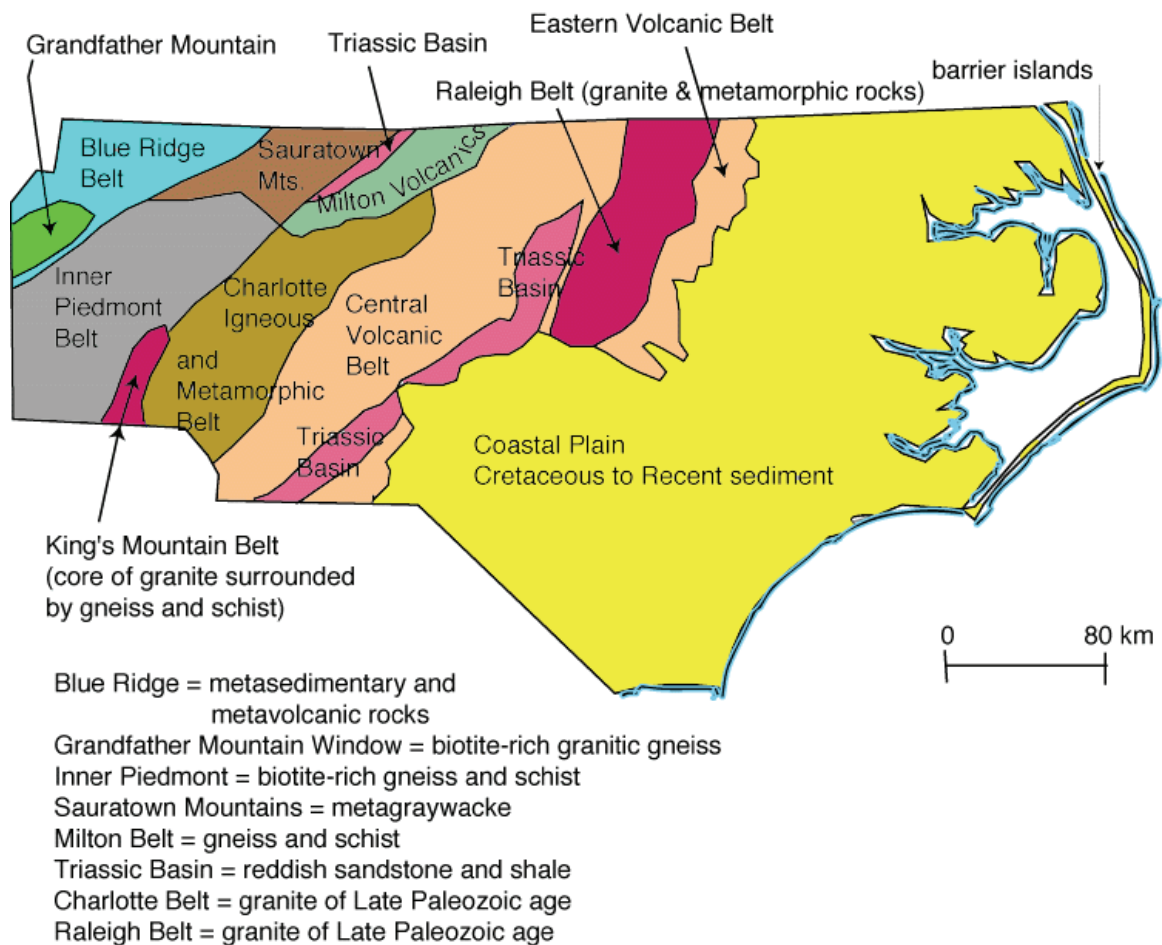 Eastern Volcanic Belt
Grandfather Mountain
Triassic Basin
barrier islands
Raleigh Belt (granite & metamorphic rocks)
Blue Ridge
Belt
Sauratown
Mts.
Milton Volcanics
Inner
Piedmont
Belt
Charlotte
Igneous
and
Metamorphic
Belt
Central
Volcanic
Belt
Triassic
Basin
Triassic
Basin
Coastal Plain
Cretaceous to Recent sediment
King's Mountain Belt
(core of granite surrounded
by gneiss and schist)
0 80 km
Blue Ridge = metasedimentary and
metavolcanic rocks
Grandfather Mountain Window = biotite-rich granitic gneiss
Inner Piedmont = biotite-rich gneiss and schist
Sauratown Mountains = metagraywacke
Milton Belt = gneiss and schist
Triassic Basin = reddish sandstone and shale
Charlotte Belt = granite of Late Paleozoic age
Raleigh Belt = granite of Late Paleozoic age